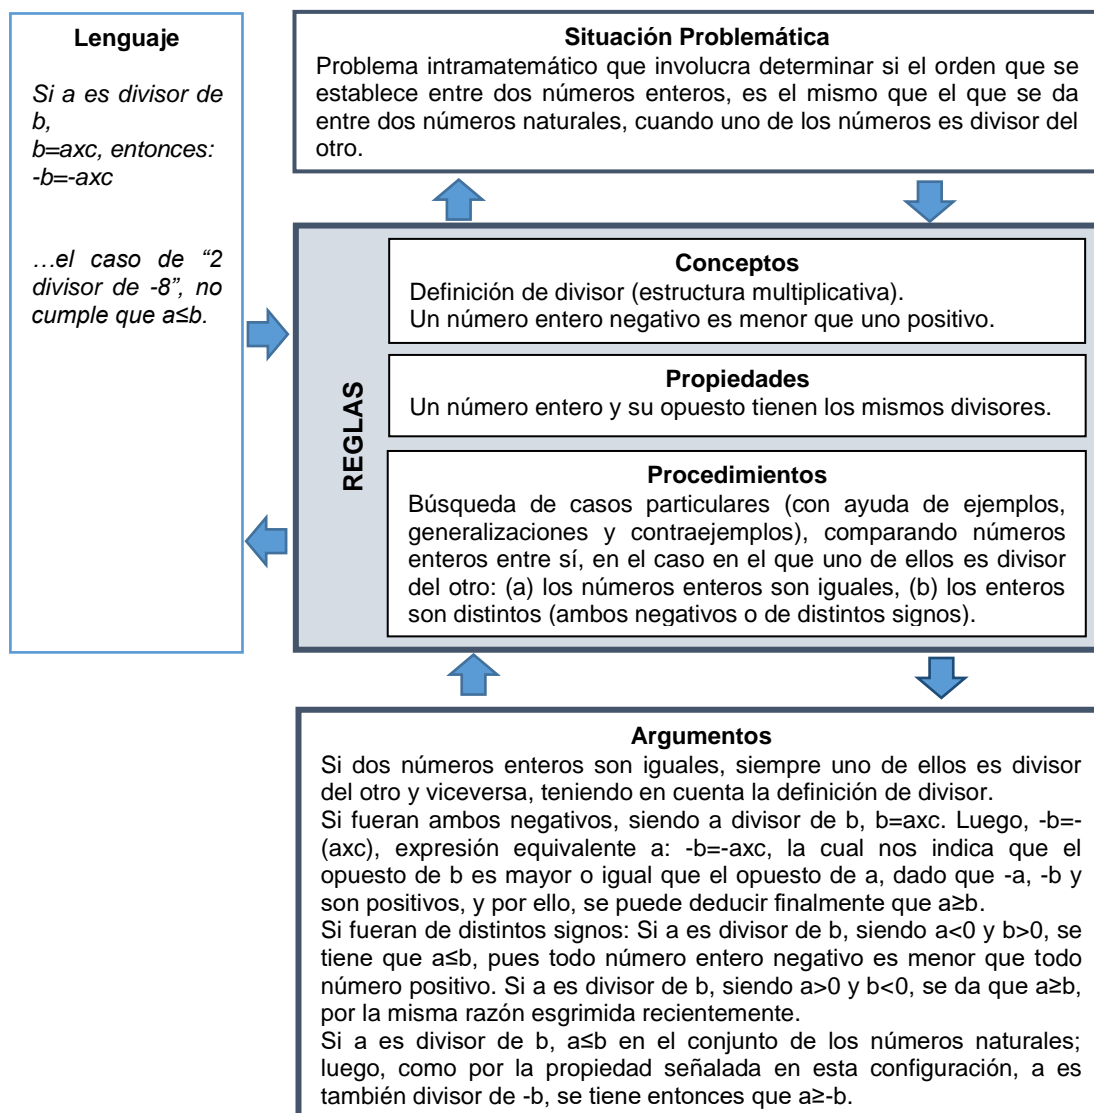 Lenguaje
Si a es divisor de
b,
b=axc, entonces:
-b=-axc
…el caso de “2
divisor de -8”, no
cumple que a≤b.
Situación Problemática
Problema intramatemático que involucra determinar si el orden que se
establece entre dos números enteros, es el mismo que el que se da
entre dos números naturales, cuando uno de los números es divisor del
otro.
REGLAS
Conceptos
Definición de divisor (estructura multiplicativa).
Un número entero negativo es menor que uno positivo.
Propiedades
Un número entero y su opuesto tienen los mismos divisores.
Procedimientos
Búsqueda de casos particulares (con ayuda de ejemplos,
generalizaciones y contraejemplos), comparando números
enteros entre sí, en el caso en el que uno de ellos es divisor
del otro: (a) los números enteros son iguales, (b) los enteros
son distintos (ambos negativos o de distintos signos).
Argumentos
Si dos números enteros son iguales, siempre uno de ellos es divisor
del otro y viceversa, teniendo en cuenta la definición de divisor.
Si fueran ambos negativos, siendo a divisor de b, b=axc. Luego, -b=-
(axc), expresión equivalente a: -b=-axc, la cual nos indica que el
opuesto de b es mayor o igual que el opuesto de a, dado que -a, -b y
son positivos, y por ello, se puede deducir finalmente que a≥b.
Si fueran de distintos signos: Si a es divisor de b, siendo a<0 y b>0, se
tiene que a≤b, pues todo número entero negativo es menor que todo
número positivo. Si a es divisor de b, siendo a>0 y b<0, se da que a≥b,
por la misma razón esgrimida recientemente.
Si a es divisor de b, a≤b en el conjunto de los números naturales;
luego, como por la propiedad señalada en esta configuración, a es
también divisor de -b, se tiene entonces que a≥-b.